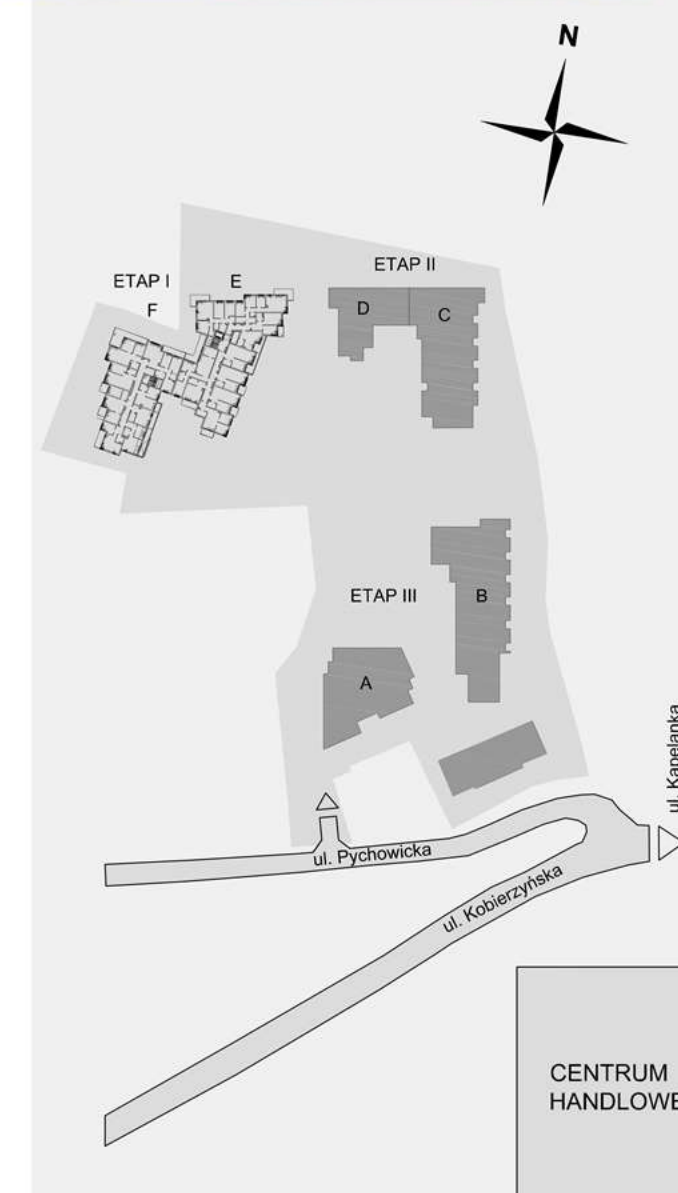 N
ETAP II
ETAP I
E
F
D
C
ETAP III
B
A
ul. Kapelanka
ul. Pychowicka
ul. Kobierzyńska
CENTRUM
HANDLOWE